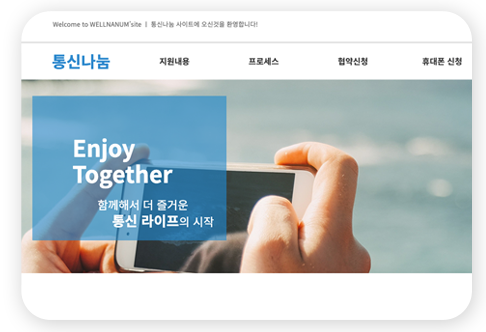 Welcome to WELLNANUM'site ㅣ 통신나눔 사이트에 오신것을 환영합니다!
통신나눔 지원내용 프로세스 협약신청 휴대폰 신청
Enjoy
Together
함께해서 더 즐거운
통신 라이프의 시작